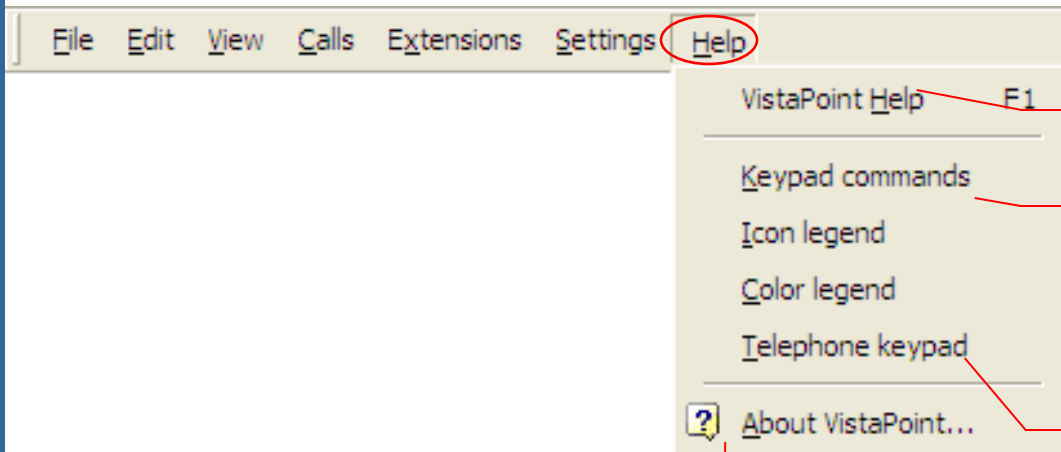 File Edit View Calls Extensions Settings Help
VistaPoint Help F1
Keypad commands
Icon legend
Color legend
Telephone keypad
? About VistaPoint...